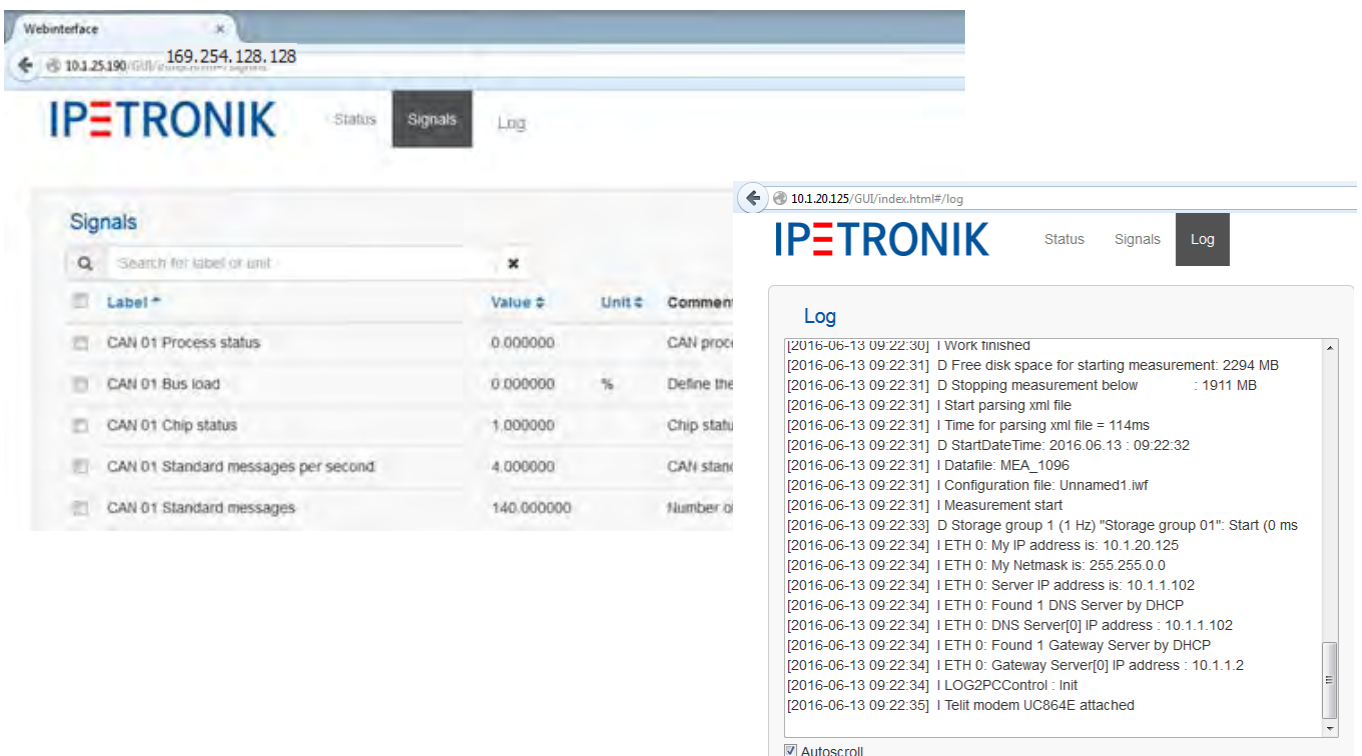 Webinterface
169.254.128.128
10.1.25.190/GUI/
IPETRONIK Status Signals Log
Signals
Search for label or unit
Label Value Unit Commen
CAN 01 Process status 0.000000 CAN proce
CAN 01 Bus load 0.000000 % Define the
CAN 01 Chip status 1.000000 Chip statu
CAN 01 Standard messages per second 4.000000 CAN stand
CAN 01 Standard messages 140.000000 Number o
10.1.20.125/GUI/index.html#/log
IPETRONIK Status Signals Log
Log
[2016-06-13 09:22:30] I Work finished
[2016-06-13 09:22:31] D Free disk space for starting measurement: 2294 MB
[2016-06-13 09:22:31] D Stopping measurement below : 1911 MB
[2016-06-13 09:22:31] I Start parsing xml file
[2016-06-13 09:22:31] I Time for parsing xml file = 114ms
[2016-06-13 09:22:31] D StartDateTime: 2016.06.13 : 09:22:32
[2016-06-13 09:22:31] I Datafile: MEA_1096
[2016-06-13 09:22:31] I Configuration file: Unnamed1.iwf
[2016-06-13 09:22:31] I Measurement start
[2016-06-13 09:22:33] D Storage group 1 (1 Hz) "Storage group 01": Start (0 ms
[2016-06-13 09:22:34] I ETH 0: My IP address is: 10.1.20.125
[2016-06-13 09:22:34] I ETH 0: My Netmask is: 255.255.0.0
[2016-06-13 09:22:34] I ETH 0: Server IP address is: 10.1.1.102
[2016-06-13 09:22:34] I ETH 0: Found 1 DNS Server by DHCP
[2016-06-13 09:22:34] I ETH 0: DNS Server[0] IP address : 10.1.1.102
[2016-06-13 09:22:34] I ETH 0: Found 1 Gateway Server by DHCP
[2016-06-13 09:22:34] I ETH 0: Gateway Server[0] IP address : 10.1.1.2
[2016-06-13 09:22:34] I LOG2PCControl : Init
[2016-06-13 09:22:35] I Telit modem UC864E attached
Autoscroll